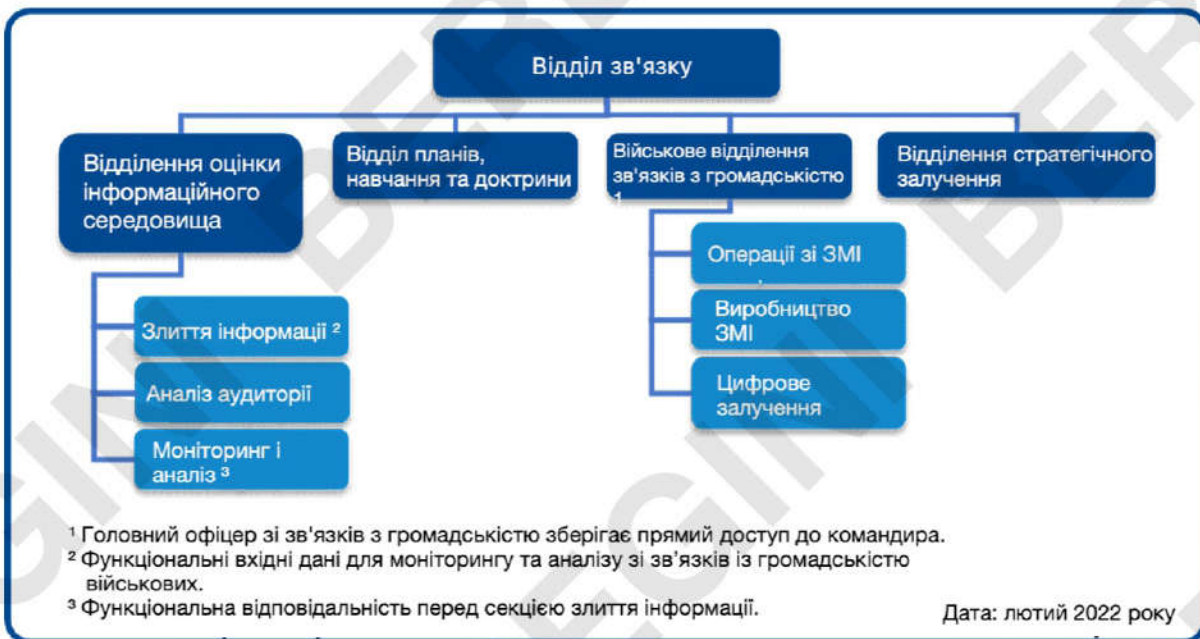 Відділ зв'язку
Відділення оцінки
інформаційного
середовища
Відділ планів,
навчання та доктрини
Військове відділення
зв'язків з громадськістю
1
Відділення стратегічного
залучення
Злиття інформації ²
Аналіз аудиторії
Моніторинг і
аналіз ³
Операції зі ЗМІ
Виробництво
ЗМІ
Цифрове
залучення
¹ Головний офіцер зі зв'язків з громадськістю зберігає прямий доступ до командира.
² Функціональні вхідні дані для моніторингу та аналізу зі зв'язків із громадськістю
військових.
³ Функціональна відповідальність перед секцією злиття інформації.
Дата: лютий 2022 року